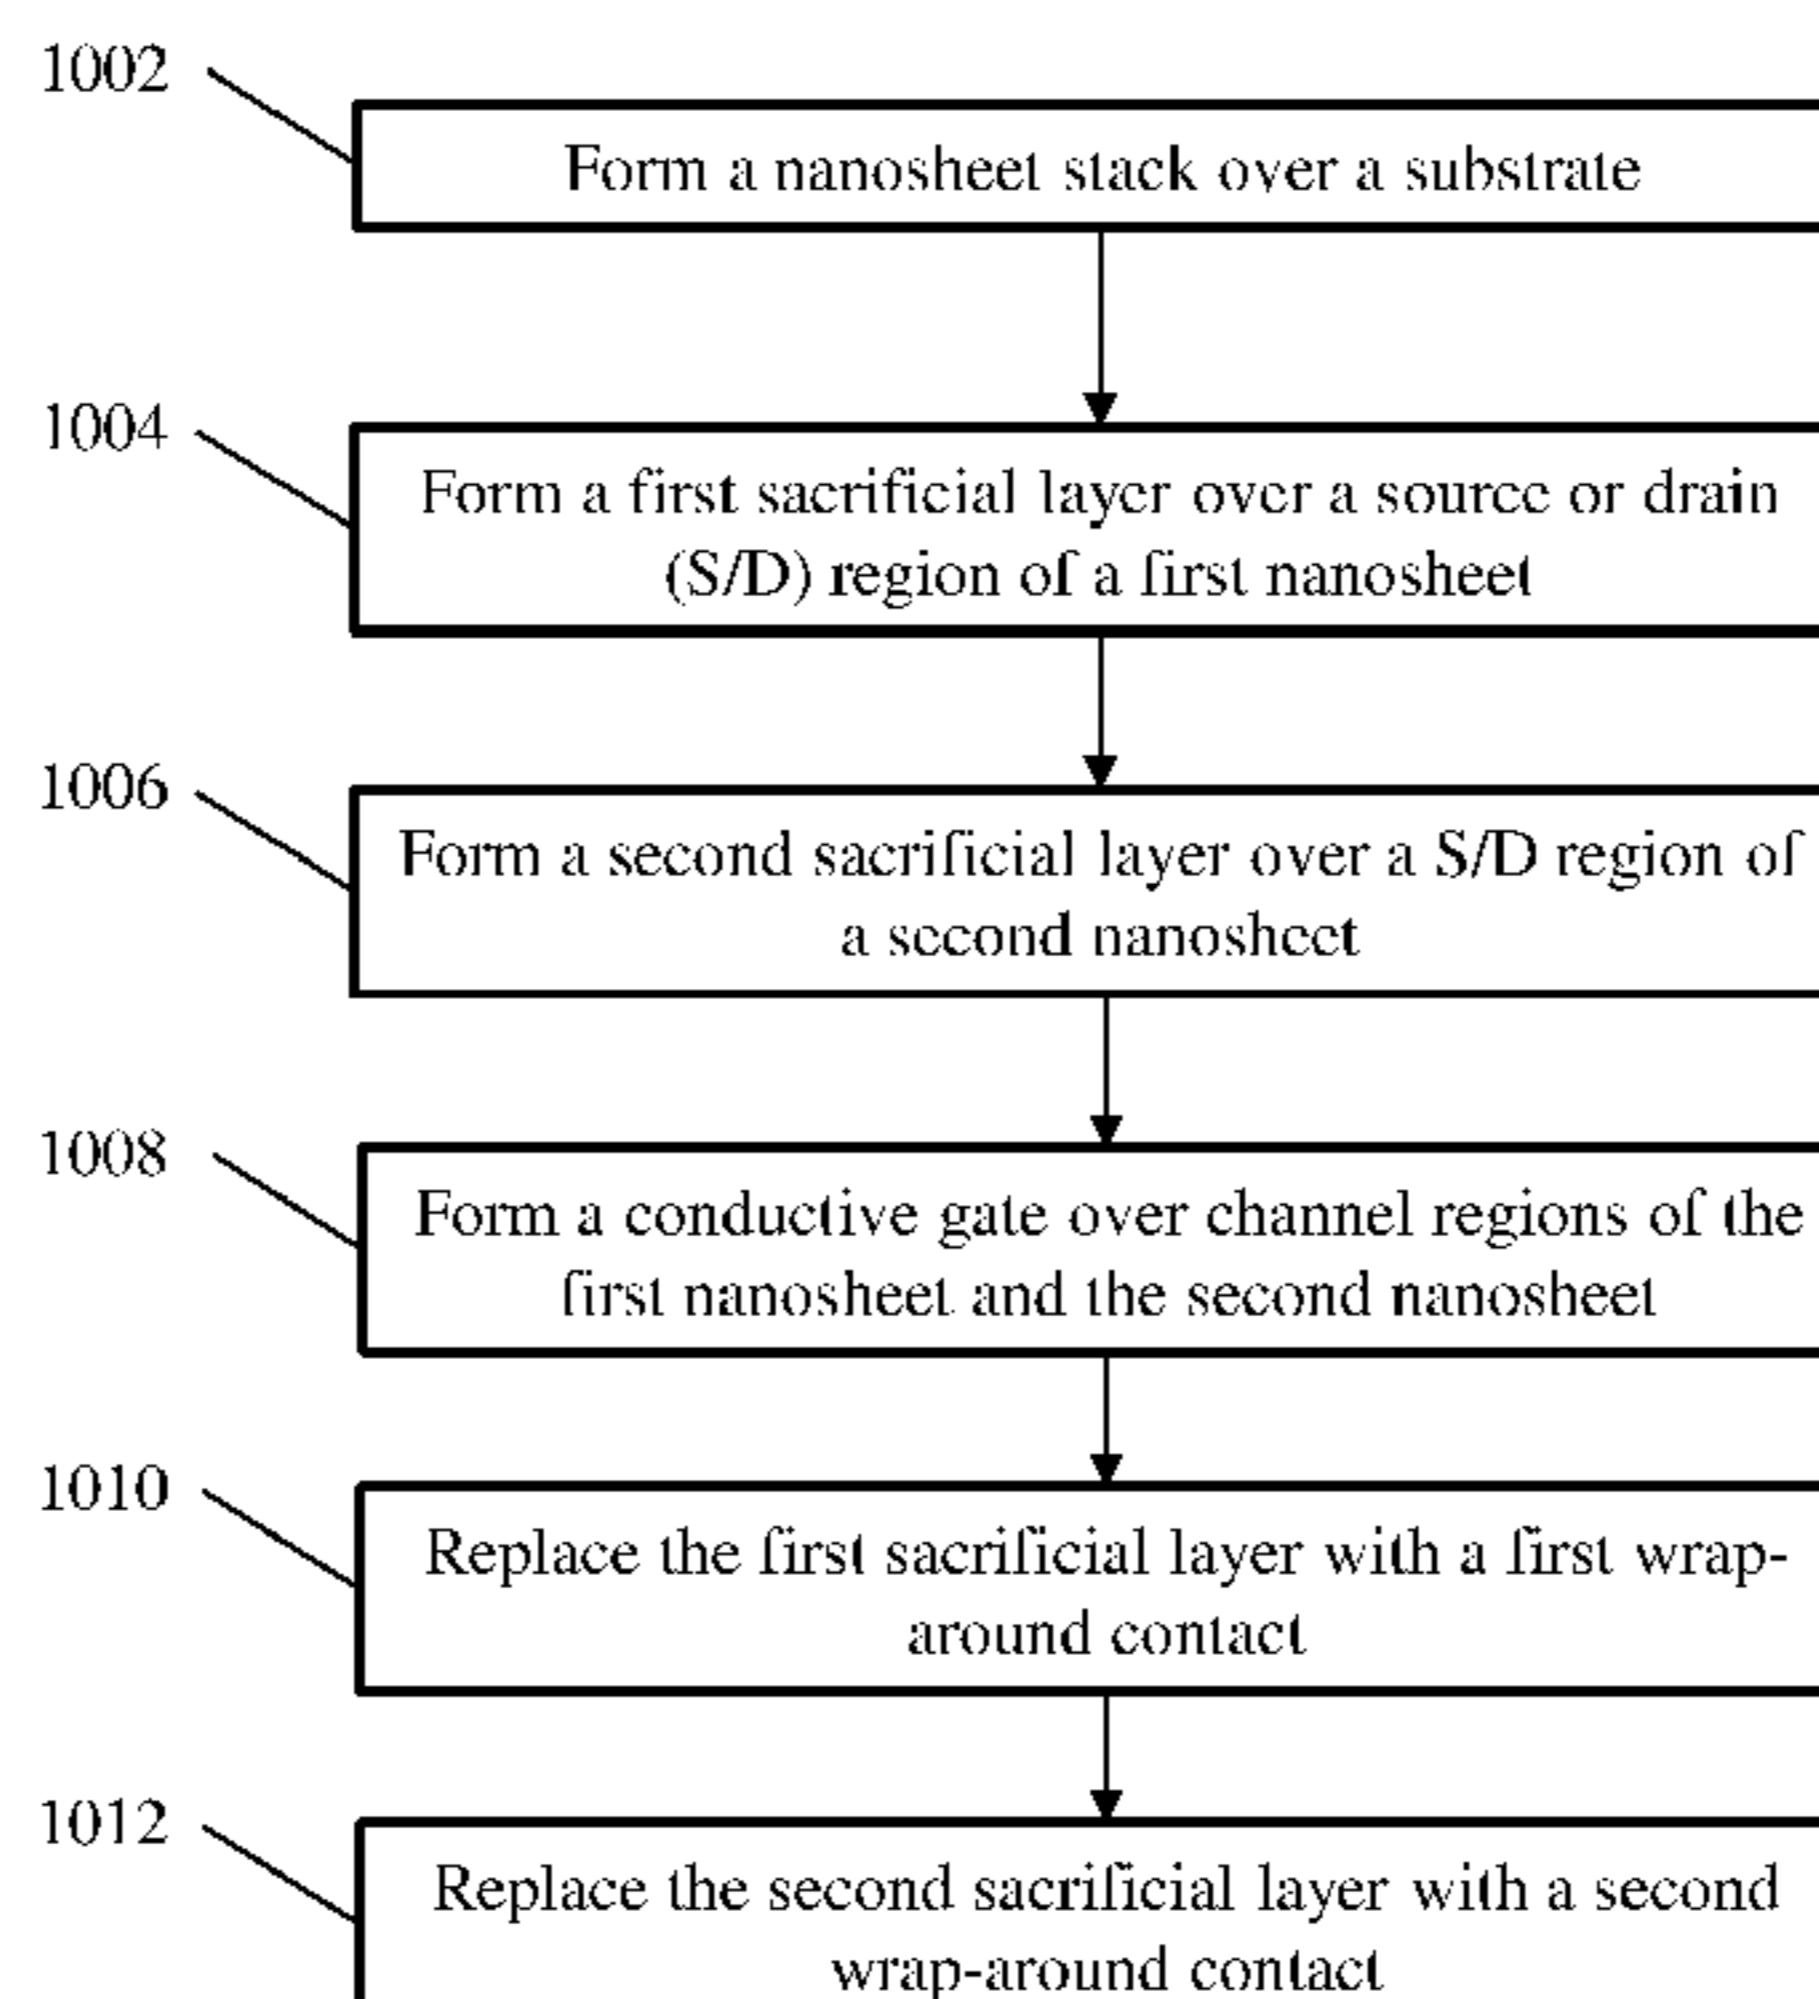 1002
Form a nanosheet stack over a substrate
1004
Form a first sacrificial layer over a source or drain
(S/D) region of a first nanosheet
1006
Form a second sacrificial layer over a S/D region of
a second nanosheet
1008
Form a conductive gate over channel regions of the
first nanosheet and the second nanosheet
1010
Replace the first sacrificial layer with a first wrap-
around contact
1012
Replace the second sacrificial layer with a second
wrap-around contact